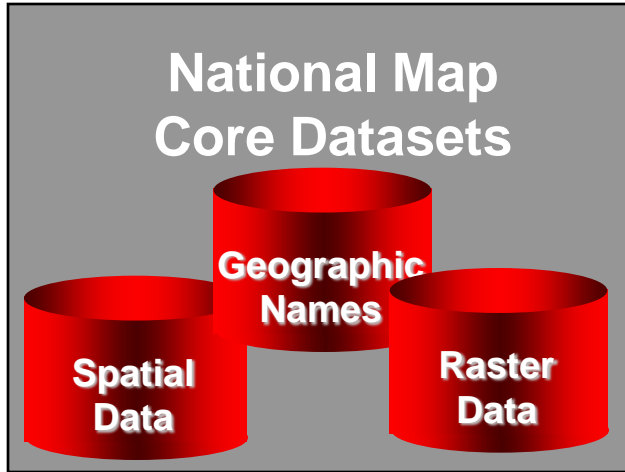 National Map
Core Datasets
Geographic
Names
Spatial
Data
Raster
Data